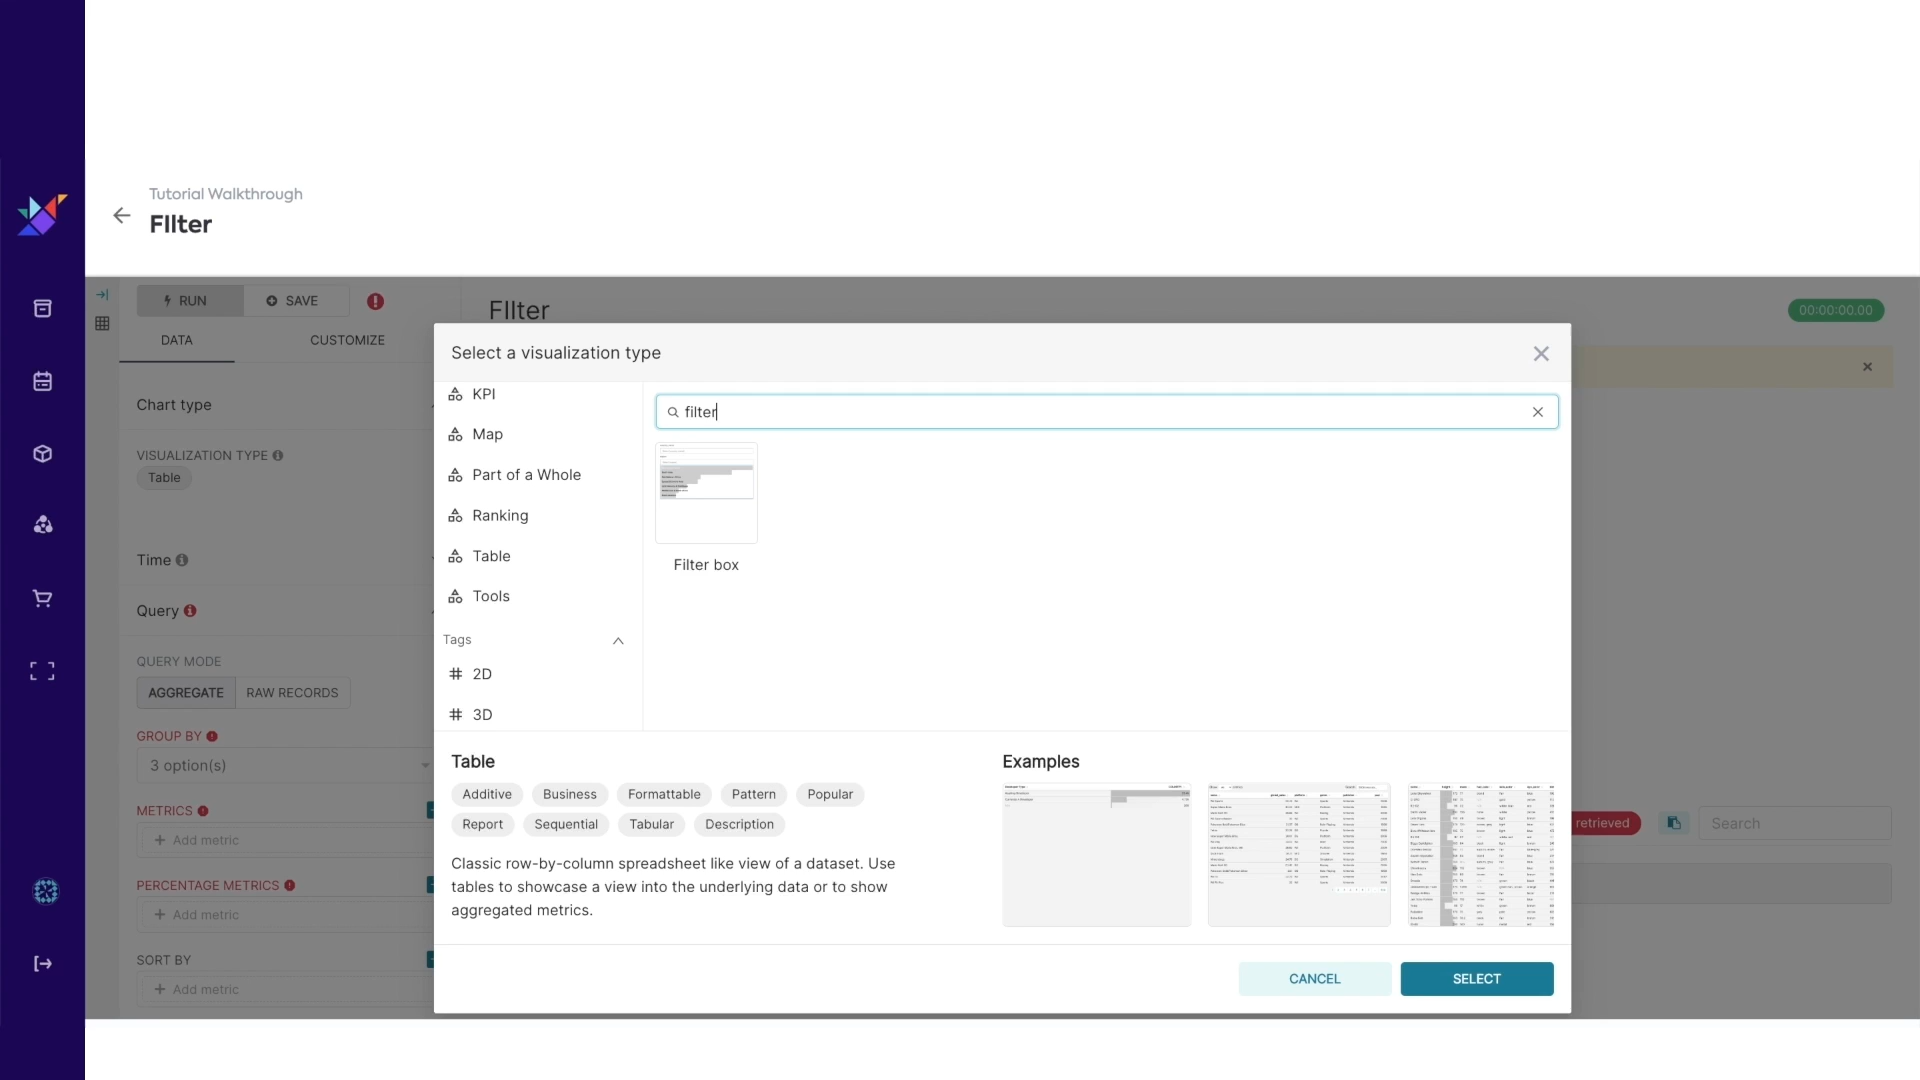 Tutorial Walkthrough
FIlter
RUN
SAVE
DATA
CUSTOMIZE
Chart type
VISUALIZATION TYPE
Table
Time
Query
QUERY MODE
AGGREGATE
RAW RECORDS
GROUP BY
3 option(s)
METRICS
+ Add metric
PERCENTAGE METRICS
+ Add metric
SORT BY
+ Add metric
FIlter
00:00:00.00
Select a visualization type
KPI
Map
Part of a Whole
Ranking
Table
Tools
Tags
# 2D
# 3D
filter
Filter box
Table
Additive
Business
Formattable
Pattern
Popular
Report
Sequential
Tabular
Description
Classic row-by-column spreadsheet like view of a dataset. Use
tables to showcase a view into the underlying data or to show
aggregated metrics.
Examples
CANCEL
SELECT
retrieved
Search